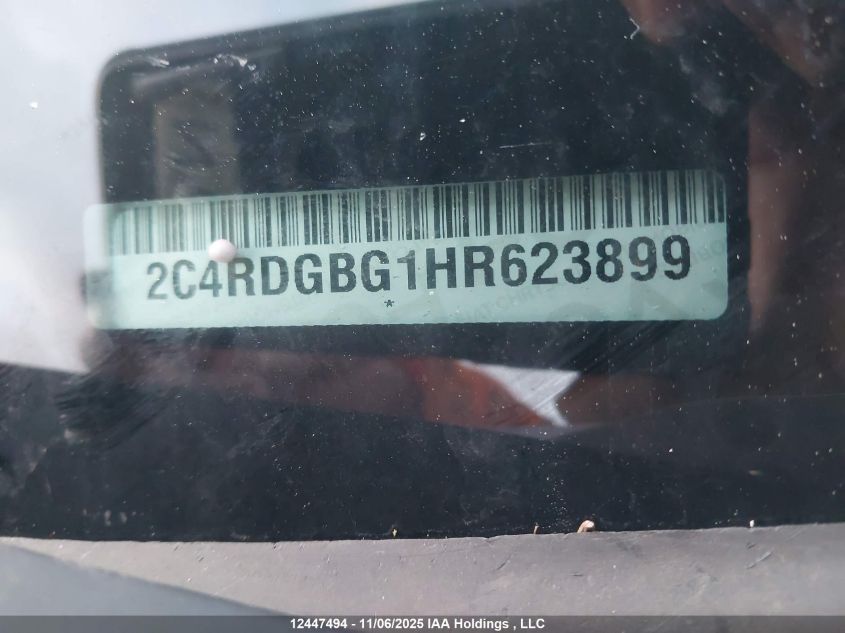 2C4RDGBG1HR623899
*
12447494 - 11/06/2025 IAA Holdings , LLC